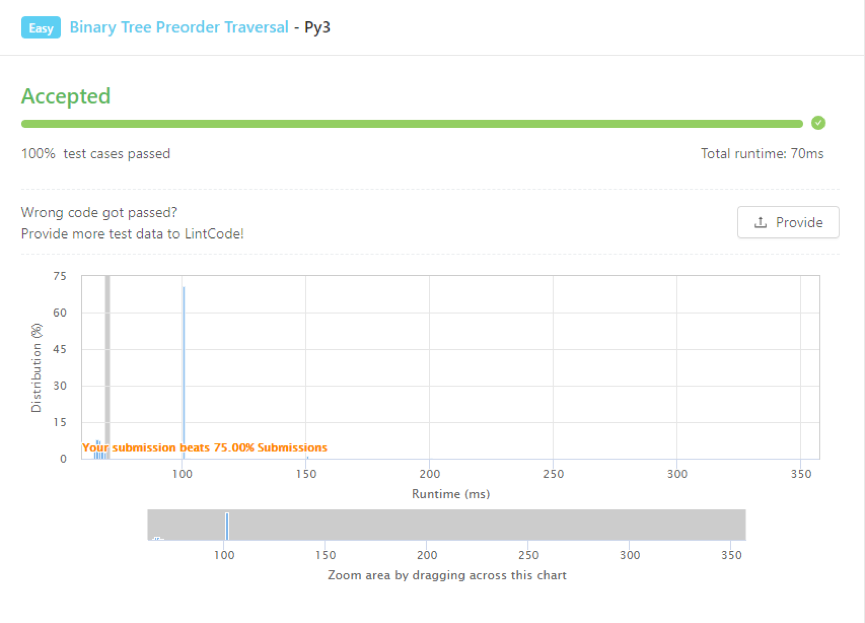 Easy Binary Tree Preorder Traversal - Py3
Accepted
100% test cases passed
Total runtime: 70ms
Wrong code got passed?
Provide more test data to LintCode!
Provide
75
60
45
30
15
0
Distribution (%)
Your submission beats 75.00% Submissions
100 150 200 250 300 350
Runtime (ms)
100 150 200 250 300 350
Zoom area by dragging across this chart